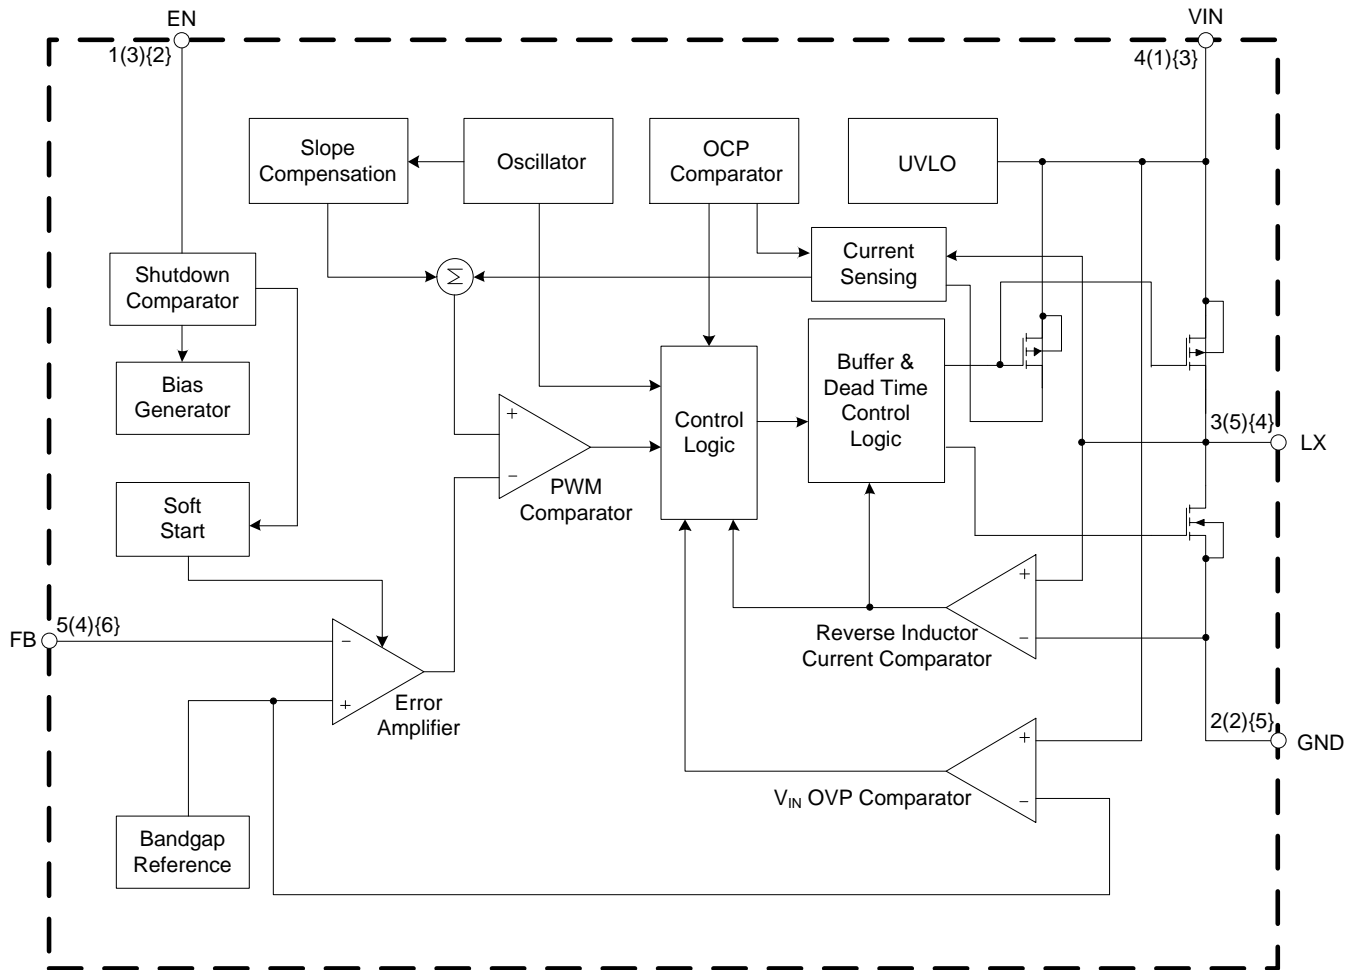 EN
VIN
1(3){2}
4(1){3}
Slope
Compensation
Oscillator
OCP
Comparator
UVLO
Current
Sensing
Shutdown
Comparator
Σ
Bias
Generator
Buffer &
Dead Time
Control
Logic
Control
Logic
+
−
PWM
Comparator
3(5){4}
LX
Soft
Start
+
−
Reverse Inductor
Current Comparator
5(4){6}
FB
−
+
Error
Amplifier
2(2){5}
GND
+
−
VIN OVP Comparator
Bandgap
Reference